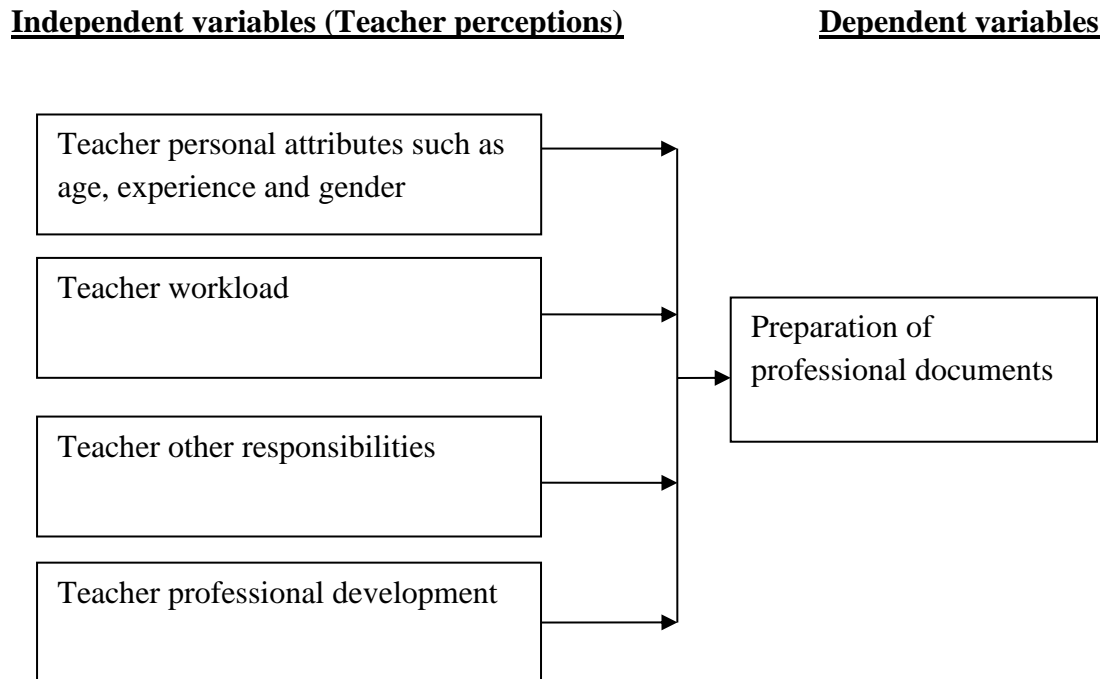 Independent variables (Teacher perceptions)
Dependent variables
Teacher personal attributes such as
age, experience and gender
Teacher workload
Preparation of
professional documents
Teacher other responsibilities
Teacher professional development